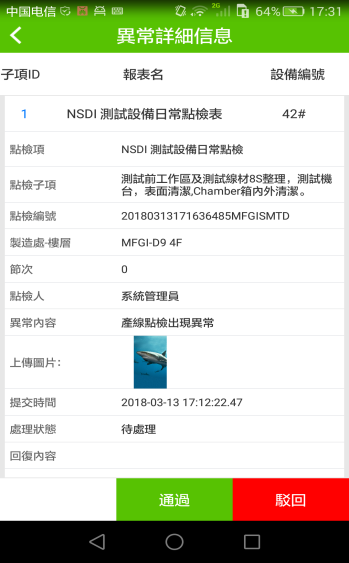 中国电信 2G 64% 17:31
異常詳細信息
子項ID 報表名 設備編號
1 NSDI 測試設備日常點檢表 42#
點檢項 NSDI 測試設備日常點檢
點檢子項 測試前工作區及測試線材8S整理，測試機
台，表面清潔,Chamber箱內外清潔。
點檢編號 20180313171636485MFGISMTD
製造處-樓層 MFGI-D9 4F
節次 0
點檢人 系統管理員
異常內容 產線點檢出現異常
上傳圖片:
提交時間 2018-03-13 17:12:22.47
處理狀態 待處理
回復內容
通過 駁回